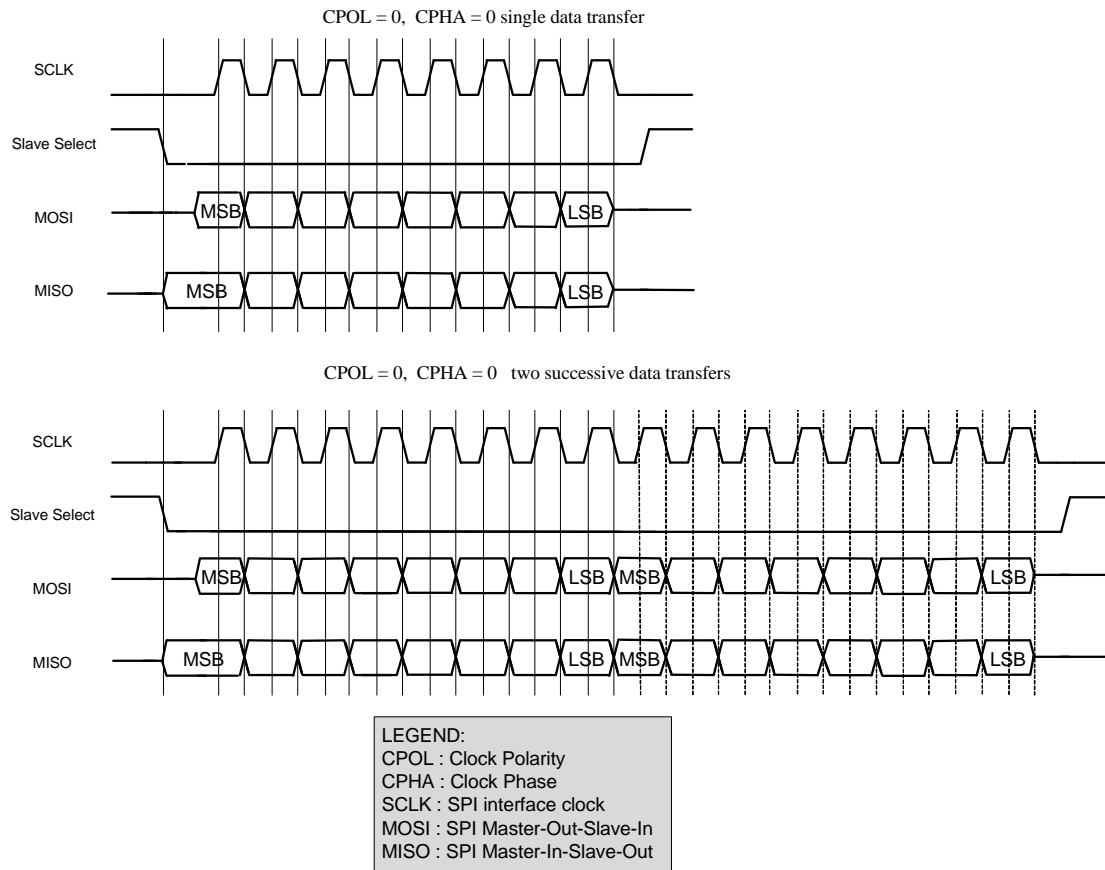 CPOL = 0, CPHA = 0 single data transfer
SCLK
Slave Select
MOSI
MSB
LSB
MISO
MSB
LSB
CPOL = 0, CPHA = 0 two successive data transfers
SCLK
Slave Select
MOSI
MSB
LSB
MSB
LSB
MISO
MSB
LSB
MSB
LSB
LEGEND:
CPOL : Clock Polarity
CPHA : Clock Phase
SCLK : SPI interface clock
MOSI : SPI Master-Out-Slave-In
MISO : SPI Master-In-Slave-Out